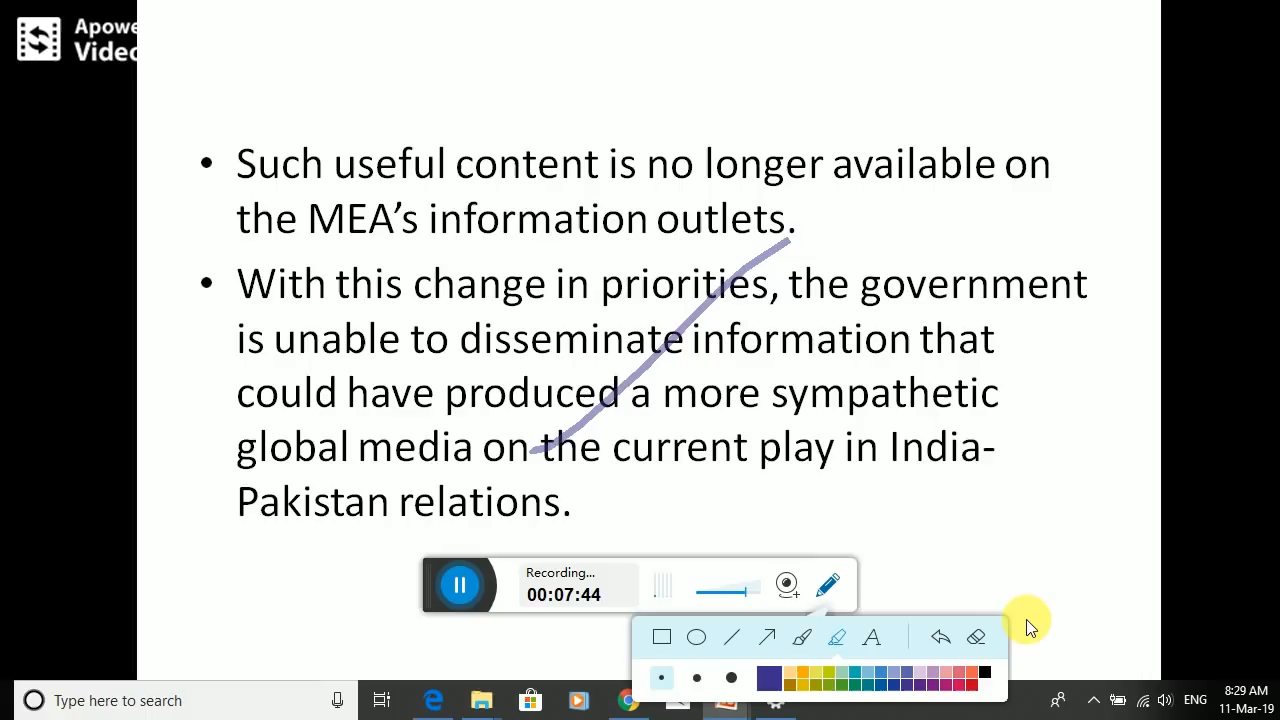 Apowe
Video
• Such useful content is no longer available on
the MEA's information outlets.
• With this change in priorities, the government
is unable to disseminate information that
could have produced a more sympathetic
global media on the current play in India-
Pakistan relations.
Recording...
00:07:44
A
Type here to search
ENG
8:29 AM
11-Mar-19